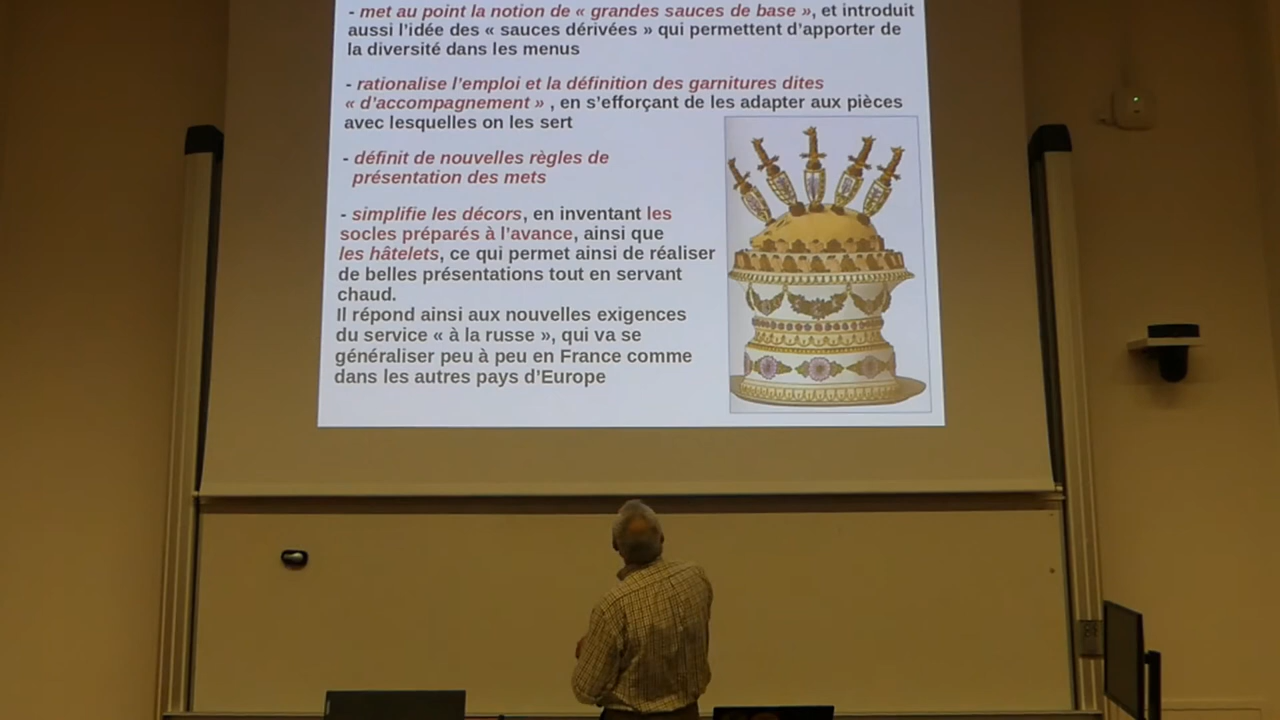 - met au point la notion de « grandes sauces de base », et introduit
aussi l’idée des « sauces dérivées » qui permettent d’apporter de
la diversité dans les menus
- rationalise l’emploi et la définition des garnitures dites
« d’accompagnement » , en s’efforçant de les adapter aux pièces
avec lesquelles on les sert
- définit de nouvelles règles de
présentation des mets
- simplifie les décors, en inventant les
socles préparés à l’avance, ainsi que
les hâtelets, ce qui permet ainsi de réaliser
de belles présentations tout en servant
chaud.
Il répond ainsi aux nouvelles exigences
du service « à la russe », qui va se
généraliser peu à peu en France comme
dans les autres pays d’Europe